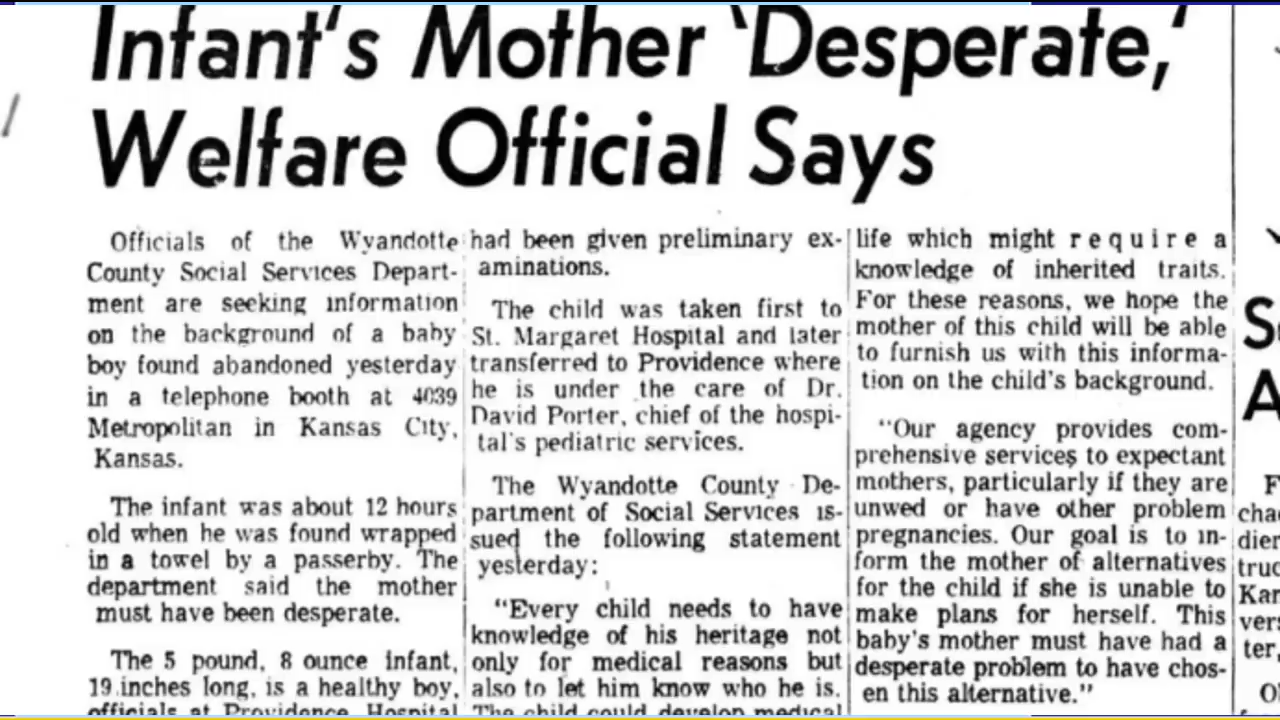 Infant's Mother 'Desperate,'
Welfare Official Says
Officials of the Wyandotte
County Social Services Depart-
ment are seeking information
on the background of a baby
boy found abandoned yesterday
in a telephone booth at 4039
Metropolitan in Kansas City,
Kansas.
The infant was about 12 hours
old when he was found wrapped
in a towel by a passerby. The
department said the mother
must have been desperate.
The 5 pound, 8 ounce infant,
19 inches long, is a healthy boy,
officials at Providence Hospital
had been given preliminary ex-
aminations.
The child was taken first to
St. Margaret Hospital and later
transferred to Providence where
he is under the care of Dr.
David Porter, chief of the hospi-
tal's pediatric services.
The Wyandotte County De-
partment of Social Services is-
sued the following statement
yesterday:
"Every child needs to have
knowledge of his heritage not
only for medical reasons but
also to let him know who he is.
The child could develop medical
life which might require a
knowledge of inherited traits.
For these reasons, we hope the
mother of this child will be able
to furnish us with this informa-
tion on the child's background.
"Our agency provides com-
prehensive services to expectant
mothers, particularly if they are
unwed or have other problem
pregnancies. Our goal is to in-
form the mother of alternatives
for the child if she is unable to
make plans for herself. This
baby's mother must have had a
desperate problem to have chos-
en this alternative."